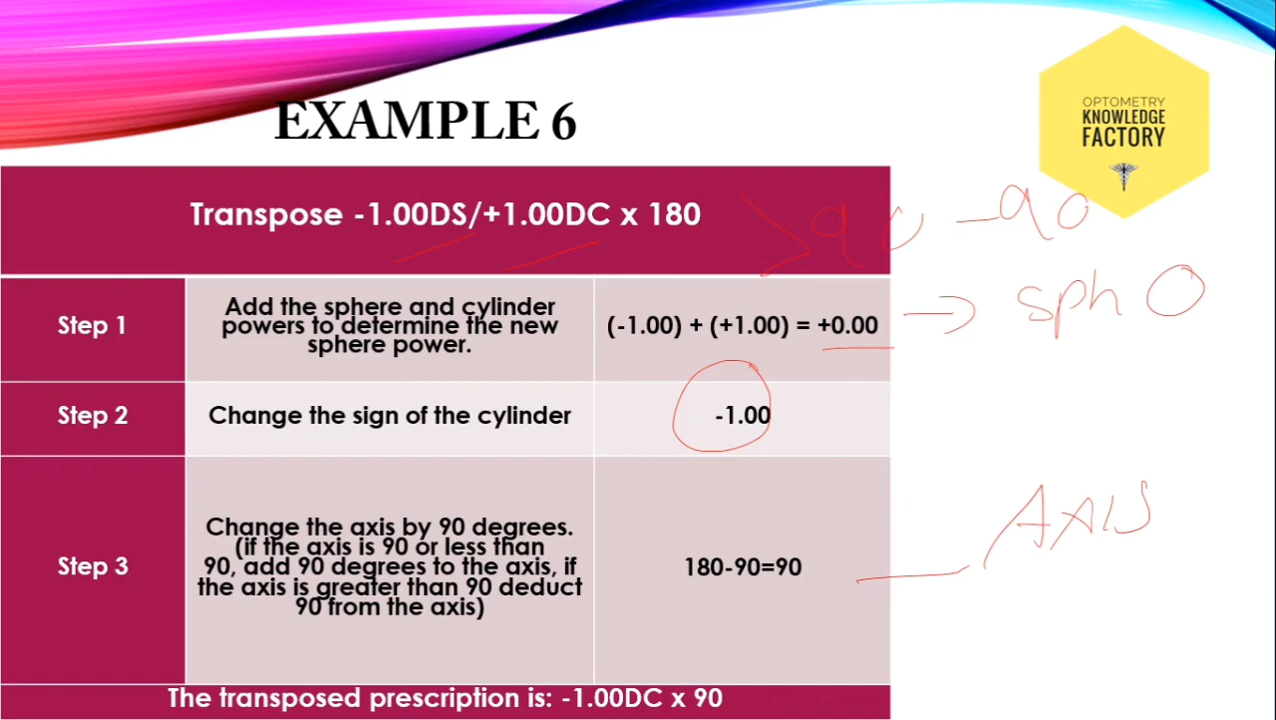 EXAMPLE 6
OPTOMETRY
KNOWLEDGE
FACTORY
Transpose -1.00DS/+1.00DC x 180
>90 -90
Step 1
Add the sphere and cylinder
powers to determine the new
sphere power.
(-1.00) + (+1.00) = +0.00
→ sph 0
Step 2
Change the sign of the cylinder
-1.00
Step 3
Change the axis by 90 degrees.
(if the axis is 90 or less than
90, add 90 degrees to the axis, if
the axis is greater than 90 deduct
90 from the axis)
180-90=90
AXIS
The transposed prescription is: -1.00DC x 90